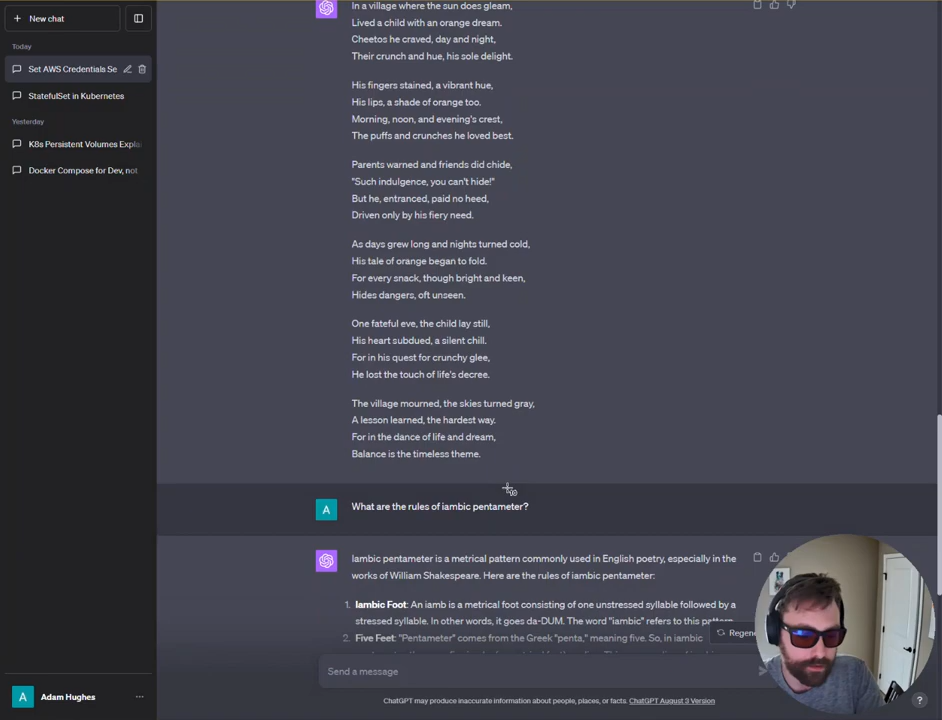 New chat
Today
Set AWS Credentials Se
StatefulSet in Kubernetes
Yesterday
K8s Persistent Volumes Expla
Docker Compose for Dev, not
In a village where the sun does gleam,
Lived a child with an orange dream.
Cheetos he craved, day and night,
Their crunch and hue, his sole delight.
His fingers stained, a vibrant hue,
His lips, a shade of orange too.
Morning, noon, and evening's crest,
The puffs and crunches he loved best.
Parents warned and friends did chide,
"Such indulgence, you can't hide!"
But he, entranced, paid no heed,
Driven only by his fiery need.
As days grew long and nights turned cold,
His tale of orange began to fold.
For every snack, though bright and keen,
Hides dangers, oft unseen.
One fateful eve, the child lay still,
His heart subdued, a silent chill.
For in his quest for crunchy glee,
He lost the touch of life's decree.
The village mourned, the skies turned gray,
A lesson learned, the hardest way.
For in the dance of life and dream,
Balance is the timeless theme.
A
What are the rules of iambic pentameter?
Iambic pentameter is a metrical pattern commonly used in English poetry, especially in the
works of William Shakespeare. Here are the rules of iambic pentameter:
1. Iambic Foot: An iamb is a metrical foot consisting of one unstressed syllable followed by a
stressed syllable. In other words, it goes da-DUM. The word "iambic" refers to this pattern.
Regen
2. Five Feet: "Pentameter" comes from the Greek "penta," meaning five. So, in iambic
Send a message
A
Adam Hughes
ChatGPT may produce inaccurate information about people, places, or facts. ChatGPT August 3 Version
?